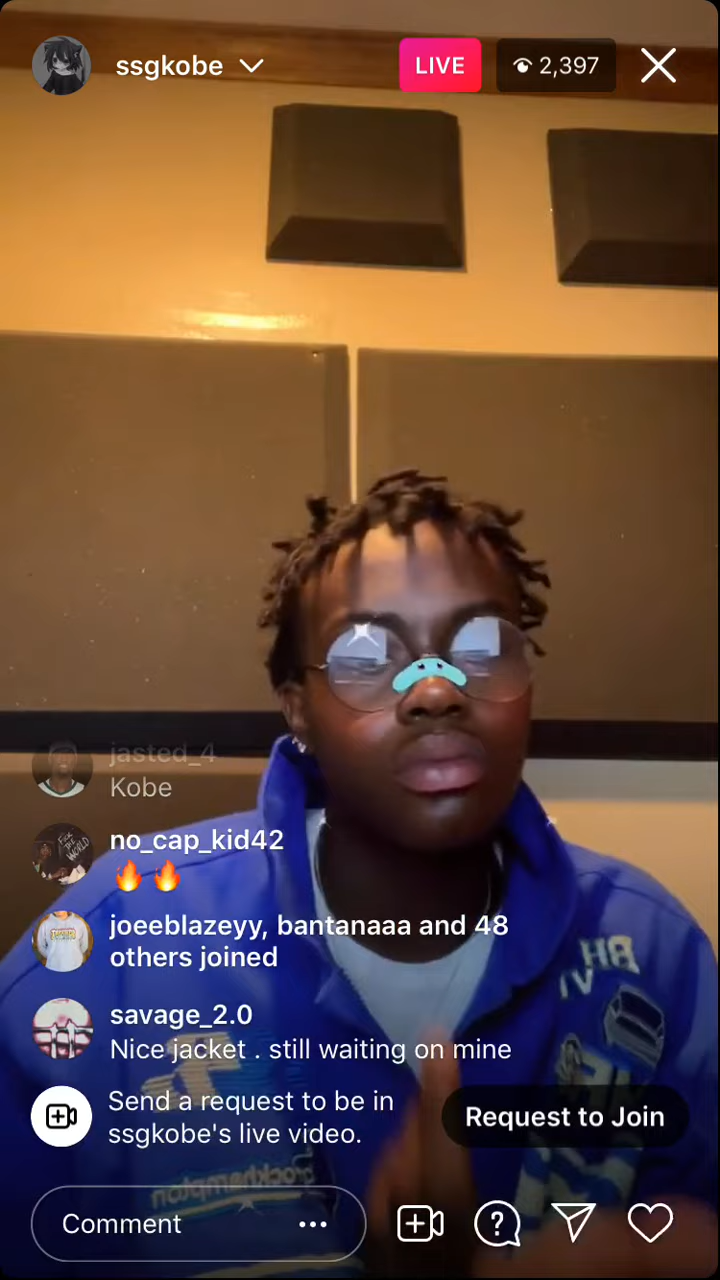 ssgkobe
LIVE
2,397
jasted_4
Kobe
no_cap_kid42
🔥 🔥
joeeblazeyy, bantanaaa and 48
others joined
savage_2.0
Nice jacket . still waiting on mine
Send a request to be in
ssgkobe's live video.
Request to Join
Comment